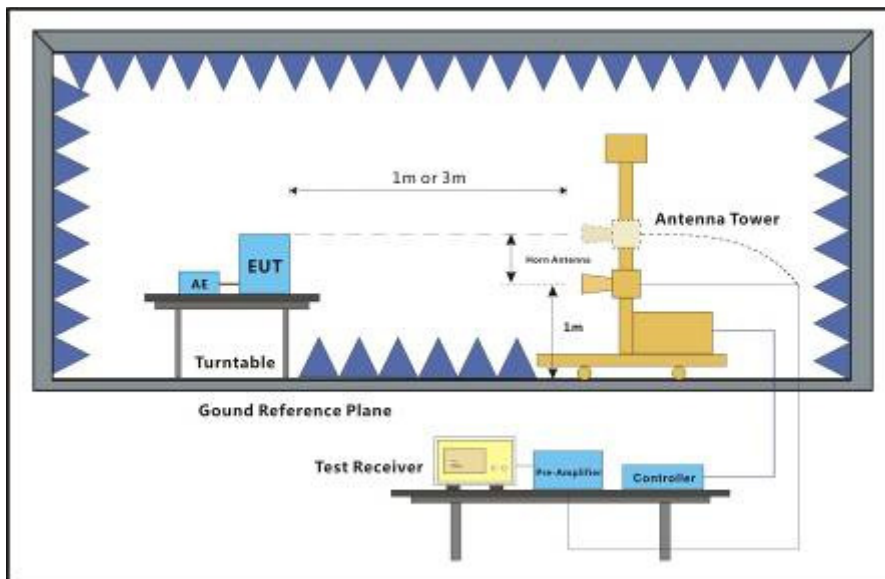 1m or 3m
Antenna Tower
Horn Antenna
EUT
AE
1m
Turntable
Gound Reference Plane
Test Receiver
Pre-Amplifier
Controller